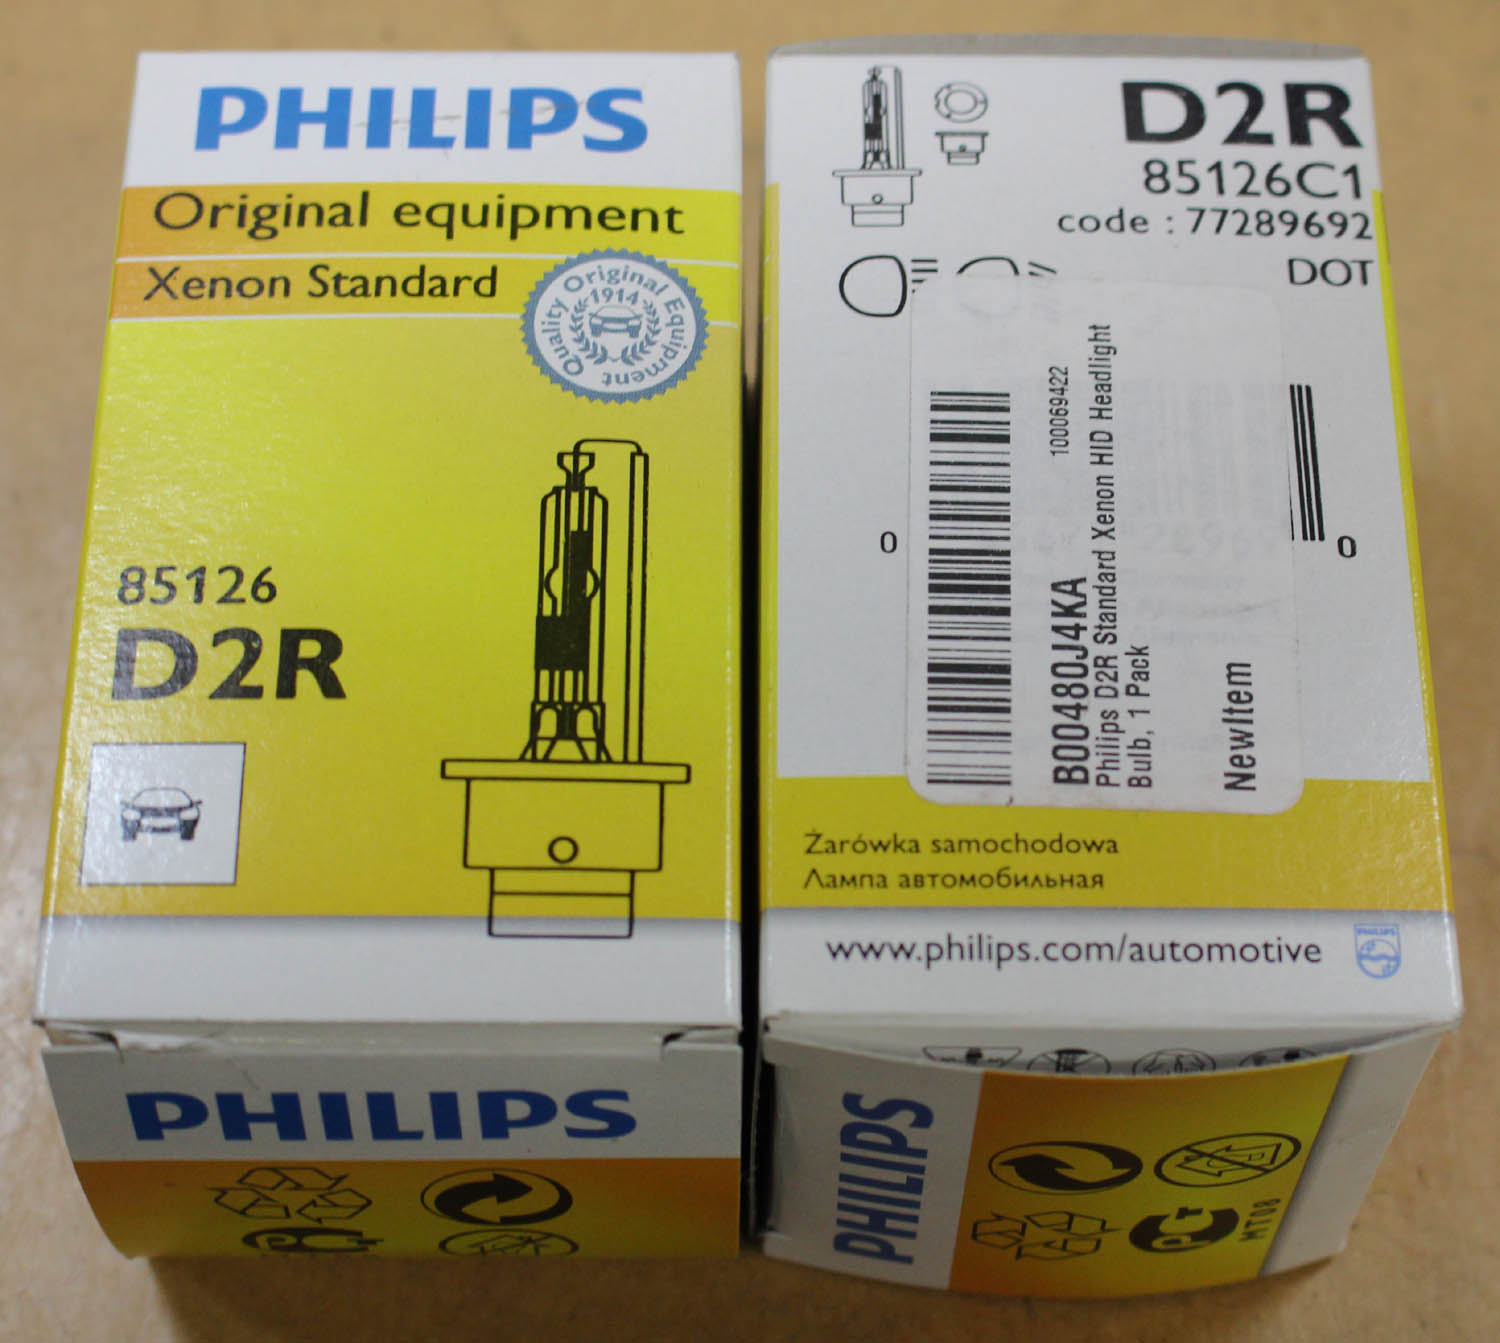 PHILIPS
Original equipment
Xenon Standard
Quality Original Equipment
1914
85126
D2R
PHILIPS
D2R
85126C1
code : 77289692
DOT
0
0
100069422
B00480J4KA
Philips D2R Standard Xenon HID Headlight
Bulb, 1 Pack
NewItem
Żarówka samochodowa
Лампа автомобильная
www.philips.com/automotive
PHILIPS
PHILIPS
MT08